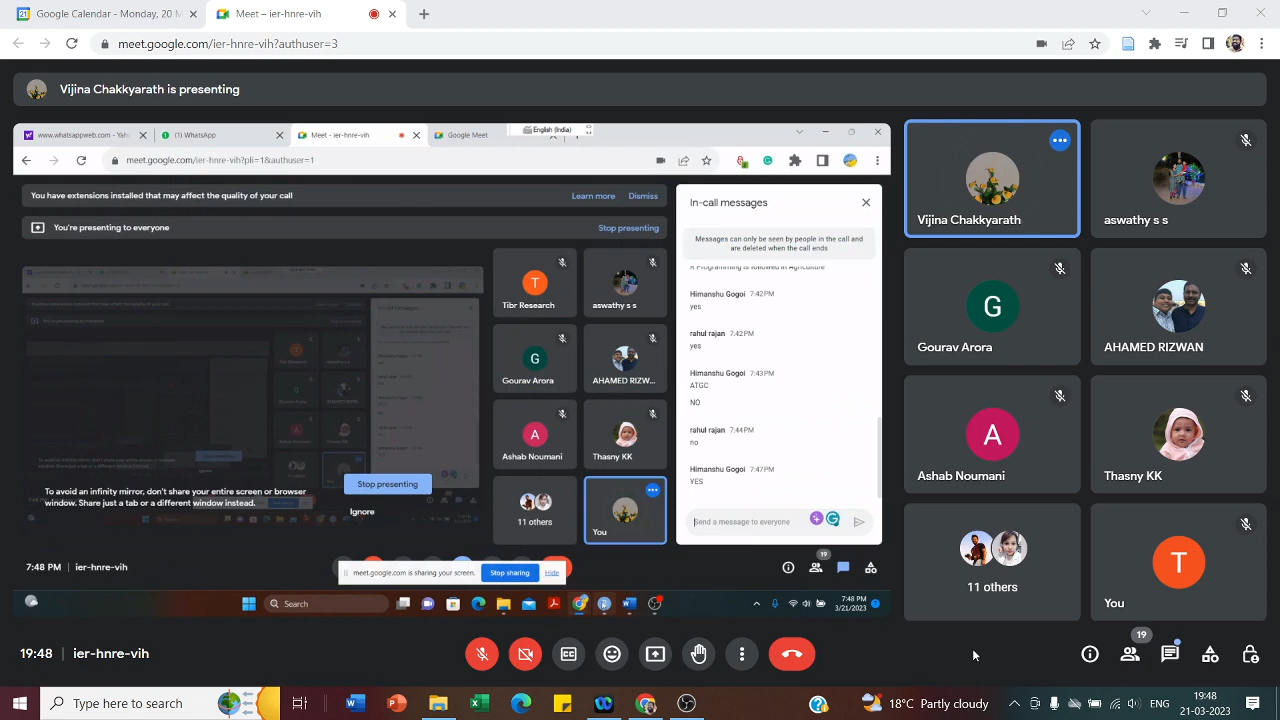 Google Calendar - Monday, 20 M
Meet - ier-hnre-vih
meet.google.com/ier-hnre-vih?authuser=3
Vijina Chakkyarath is presenting
www.whatsappweb.com - Yah
(1) WhatsApp
Meet - ier-hnre-vih
Google Meet
English (India)
meet.google.com/ier-hnre-vih?pli=1&authuser=1
You have extensions installed that may affect the quality of your call
Learn more
Dismiss
You're presenting to everyone
Stop presenting
In-call messages
Messages can only be seen by people in the call and
are deleted when the call ends
R Programming is followed in Agriculture
Himanshu Gogoi 7:42 PM
yes
rahul rajan 7:42 PM
yes
Himanshu Gogoi 7:43 PM
ATGC
NO
rahul rajan 7:44 PM
no
Himanshu Gogoi 7:47 PM
YES
Send a message to everyone
T
Tibr Research
aswathy s s
G
Gourav Arora
AHAMED RIZW...
A
Ashab Noumani
Thasny KK
11 others
You
To avoid an infinity mirror, don't share your entire screen or browser
window. Share just a tab or a different window instead.
Stop presenting
Ignore
7:48 PM | ier-hnre-vih
meet.google.com is sharing your screen.
Stop sharing
Hide
19
Search
7:48 PM
3/21/2023
Vijina Chakkyarath
aswathy s s
G
Gourav Arora
AHAMED RIZWAN
A
Ashab Noumani
Thasny KK
11 others
T
You
19:48 | ier-hnre-vih
19
Type here to search
18°C Partly cloudy
ENG
19:48
21-03-2023